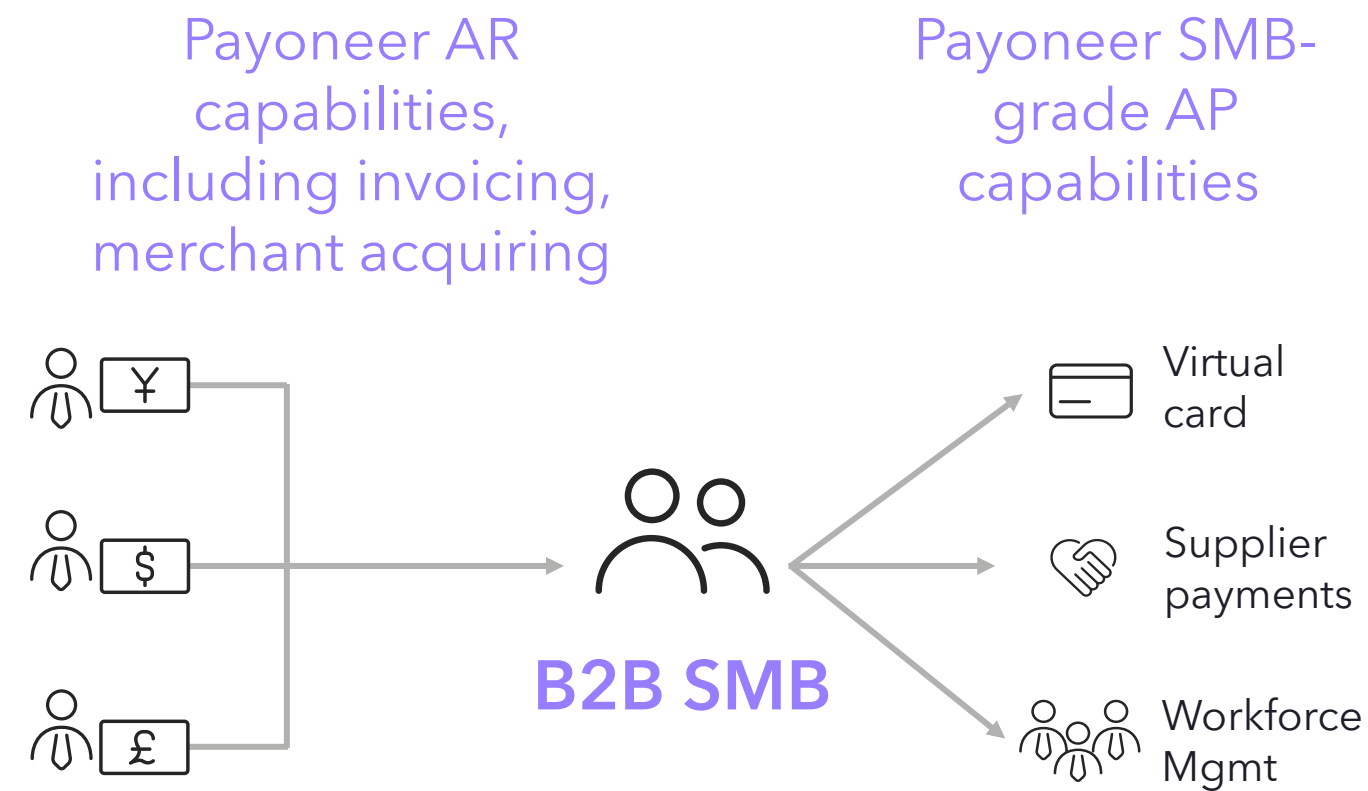 Payoneer AR
capabilities,
including invoicing,
merchant acquiring
Payoneer SMB-
grade AP
capabilities
¥
$
£
B2B SMB
Virtual
card
Supplier
payments
Workforce
Mgmt